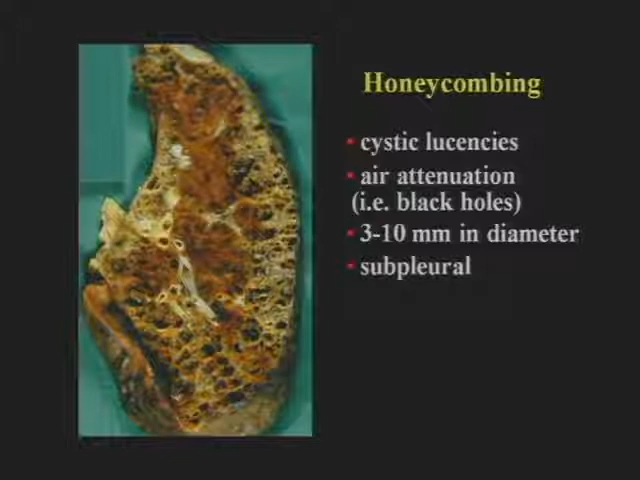 Honeycombing
• cystic lucencies
• air attenuation
(i.e. black holes)
• 3-10 mm in diameter
• subpleural